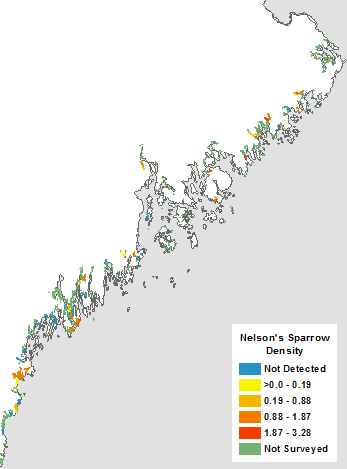 Nelson's Sparrow
Density
Not Detected
>0.0 - 0.19
0.19 - 0.88
0.88 - 1.87
1.87 - 3.28
Not Surveyed